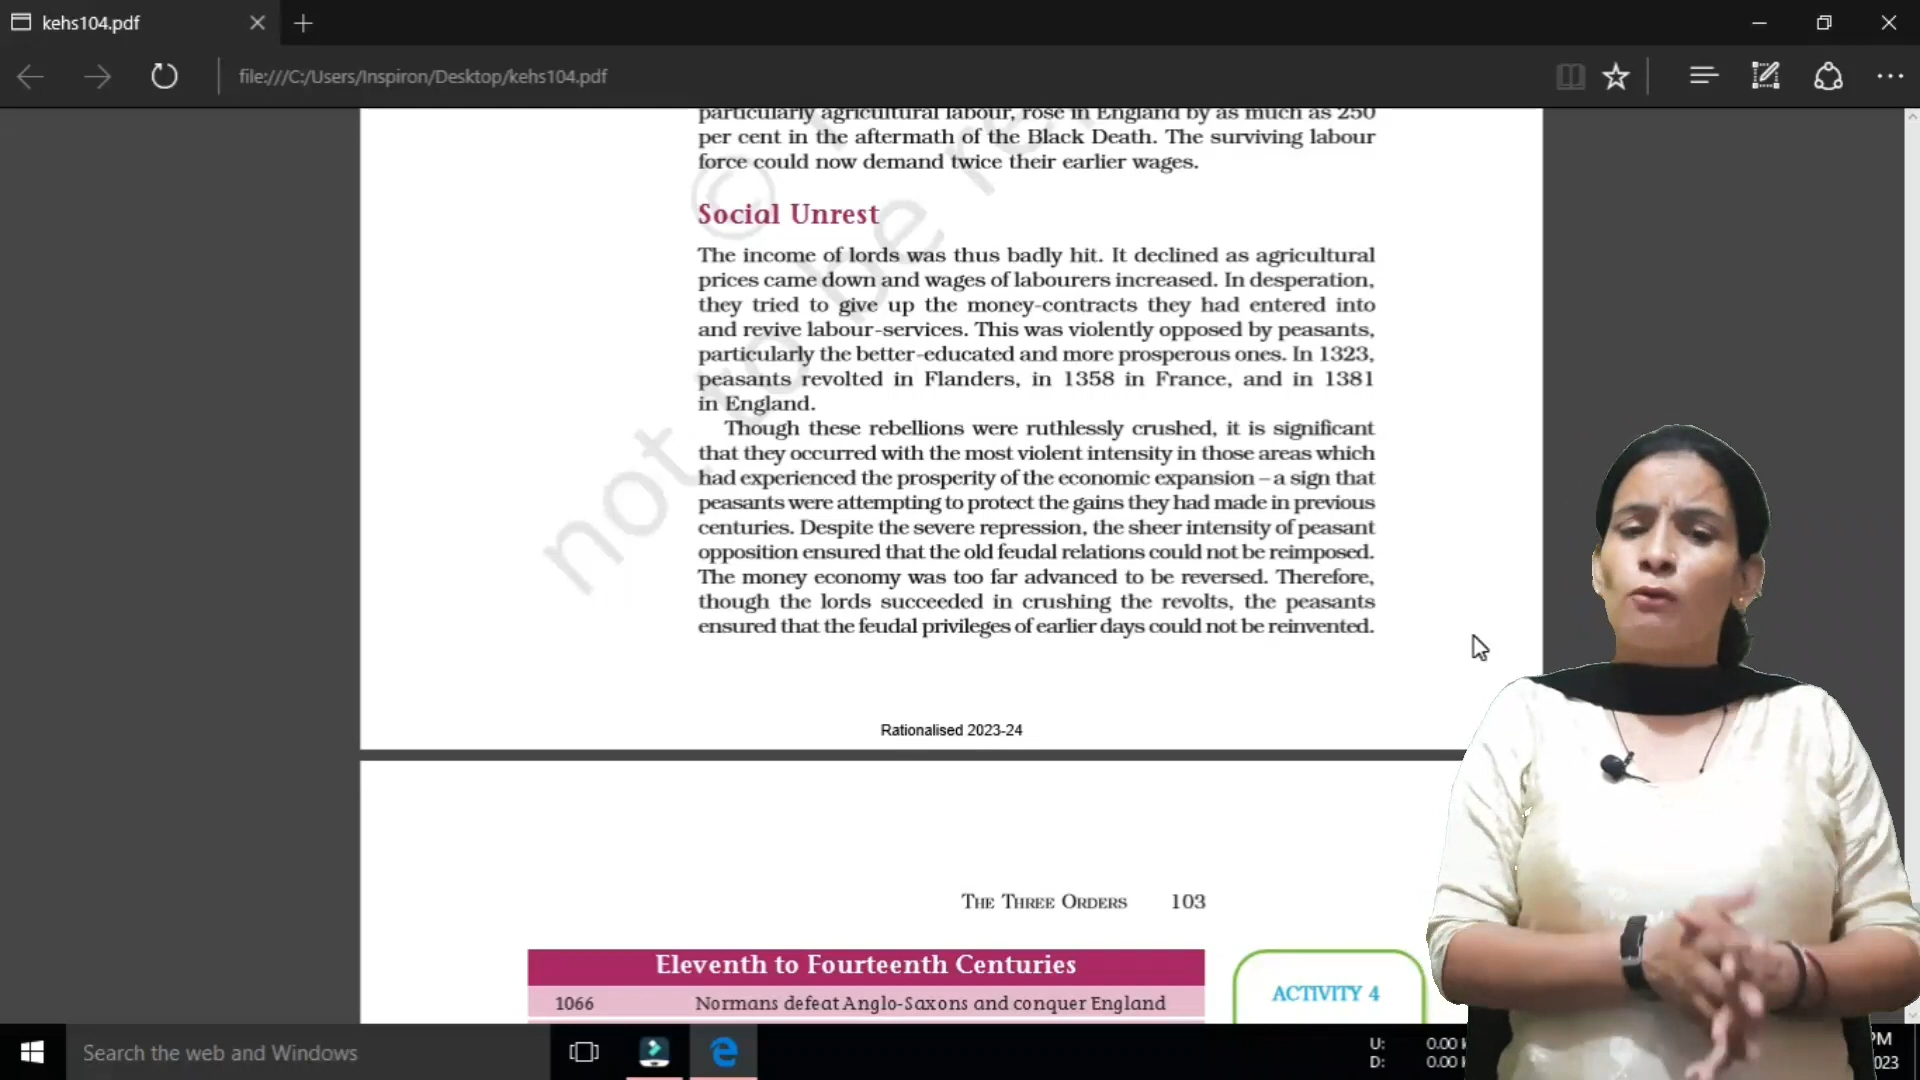 kehs104.pdf
file:///C:/Users/Inspiron/Desktop/kehs104.pdf
particularly agricultural labour, rose in England by as much as 250
per cent in the aftermath of the Black Death. The surviving labour
force could now demand twice their earlier wages.
Social Unrest
The income of lords was thus badly hit. It declined as agricultural
prices came down and wages of labourers increased. In desperation,
they tried to give up the money-contracts they had entered into
and revive labour-services. This was violently opposed by peasants,
particularly the better-educated and more prosperous ones. In 1323,
peasants revolted in Flanders, in 1358 in France, and in 1381
in England.
Though these rebellions were ruthlessly crushed, it is significant
that they occurred with the most violent intensity in those areas which
had experienced the prosperity of the economic expansion – a sign that
peasants were attempting to protect the gains they had made in previous
centuries. Despite the severe repression, the sheer intensity of peasant
opposition ensured that the old feudal relations could not be reimposed.
The money economy was too far advanced to be reversed. Therefore,
though the lords succeeded in crushing the revolts, the peasants
ensured that the feudal privileges of earlier days could not be reinvented.
not to be re
Rationalised 2023-24
THE THREE ORDERS 103
Eleventh to Fourteenth Centuries
1066 Normans defeat Anglo-Saxons and conquer England
ACTIVITY 4
Search the web and Windows
U: 0.00
D: 0.00
PM
023